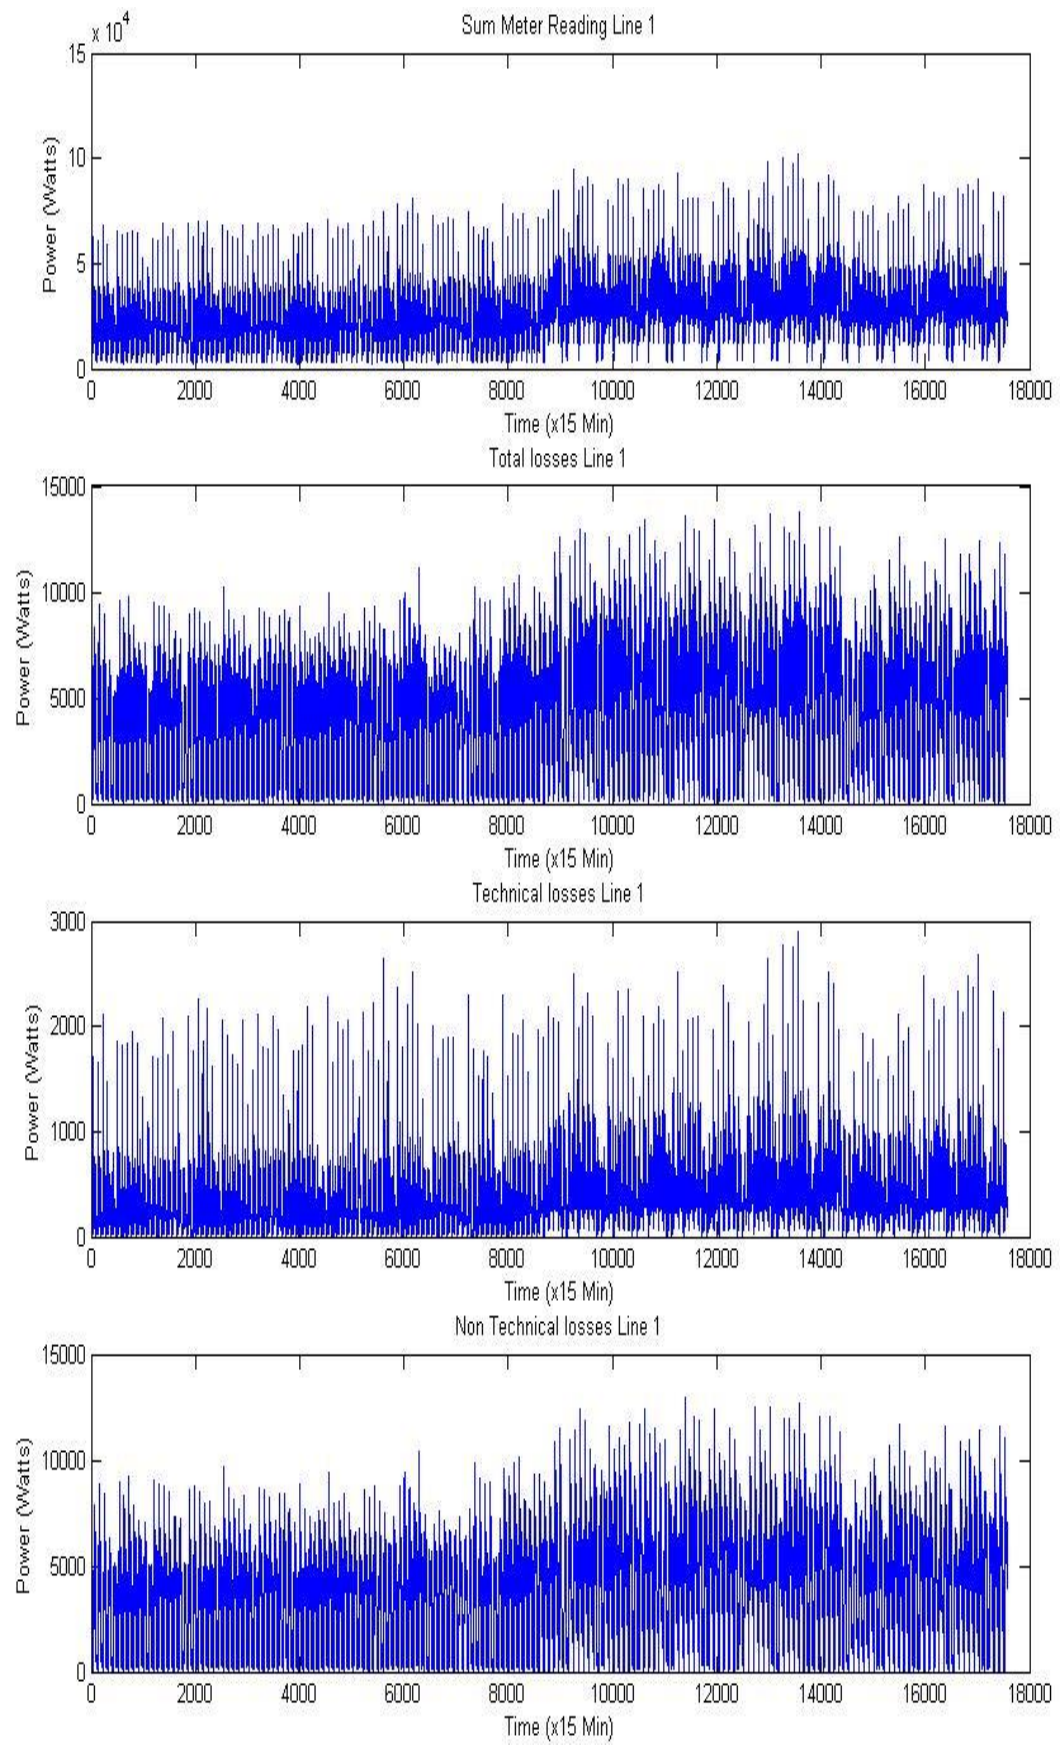 Sum Meter Reading Line 1
x 10^4
15
10
5
0
Power (Watts)
0 2000 4000 6000 8000 10000 12000 14000 16000 18000
Time (x15 Min)
Total losses Line 1
15000
10000
5000
0
Power (Watts)
0 2000 4000 6000 8000 10000 12000 14000 16000 18000
Time (x15 Min)
Technical losses Line 1
3000
2000
1000
0
Power (Watts)
0 2000 4000 6000 8000 10000 12000 14000 16000 18000
Time (x15 Min)
Non Technical losses Line 1
15000
10000
5000
0
Power (Watts)
0 2000 4000 6000 8000 10000 12000 14000 16000 18000
Time (x15 Min)